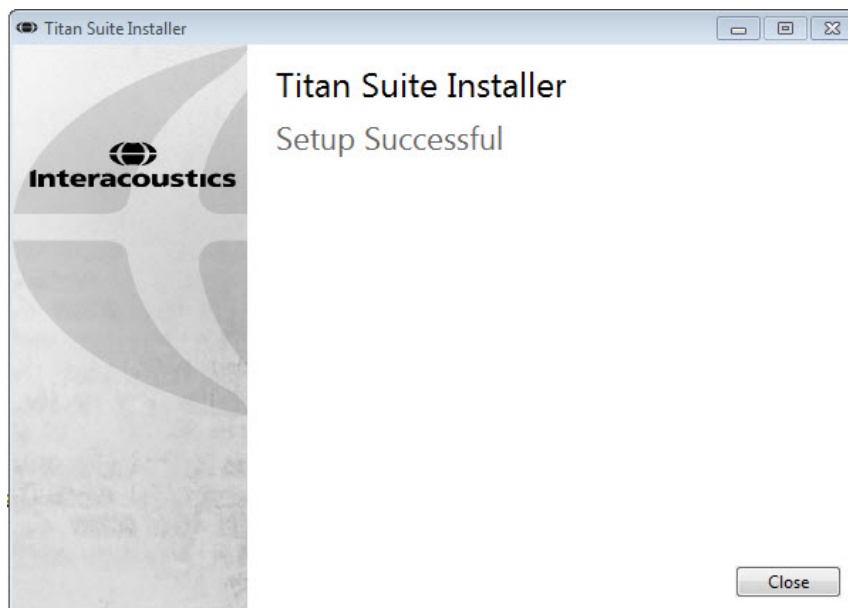 Titan Suite Installer
Titan Suite Installer
Setup Successful
Interacoustics
Close